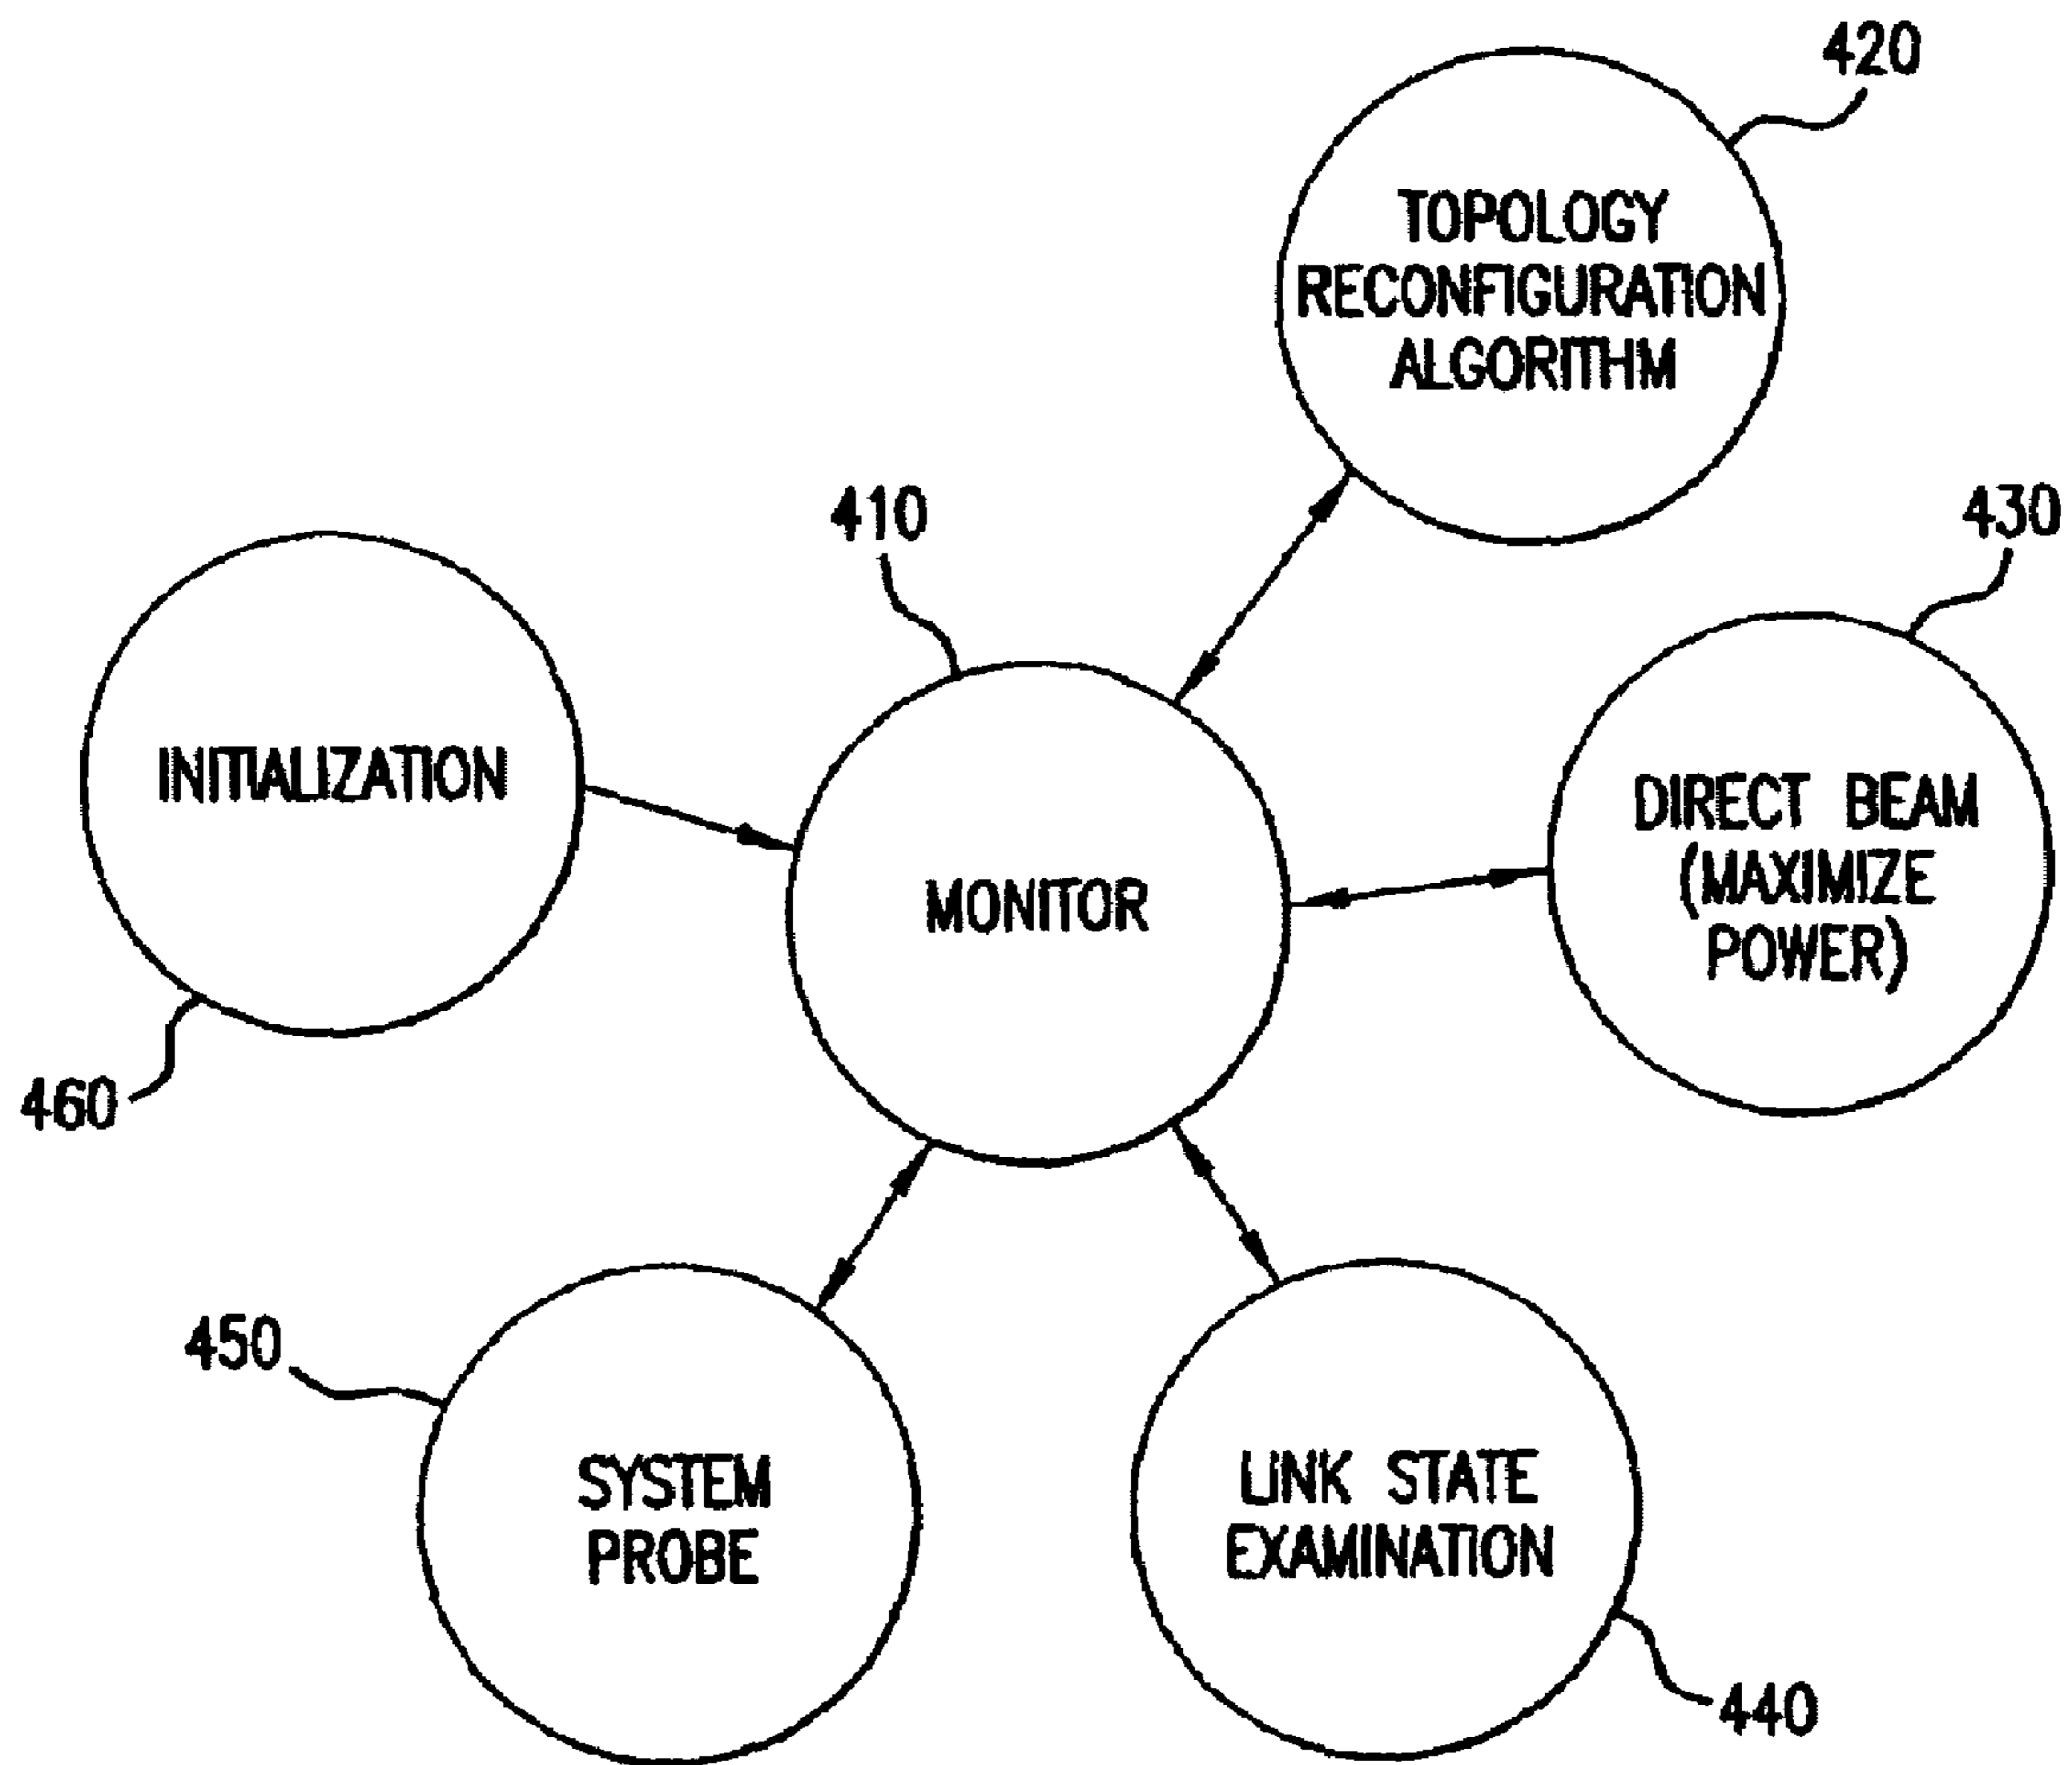 420
TOPOLOGY
RECONFIGURATION
ALGORITHM
410
430
INITIALIZATION
MONITOR
DIRECT BEAM
(MAXIMIZE
POWER)
460
450
SYSTEM
PROBE
LINK STATE
EXAMINATION
440